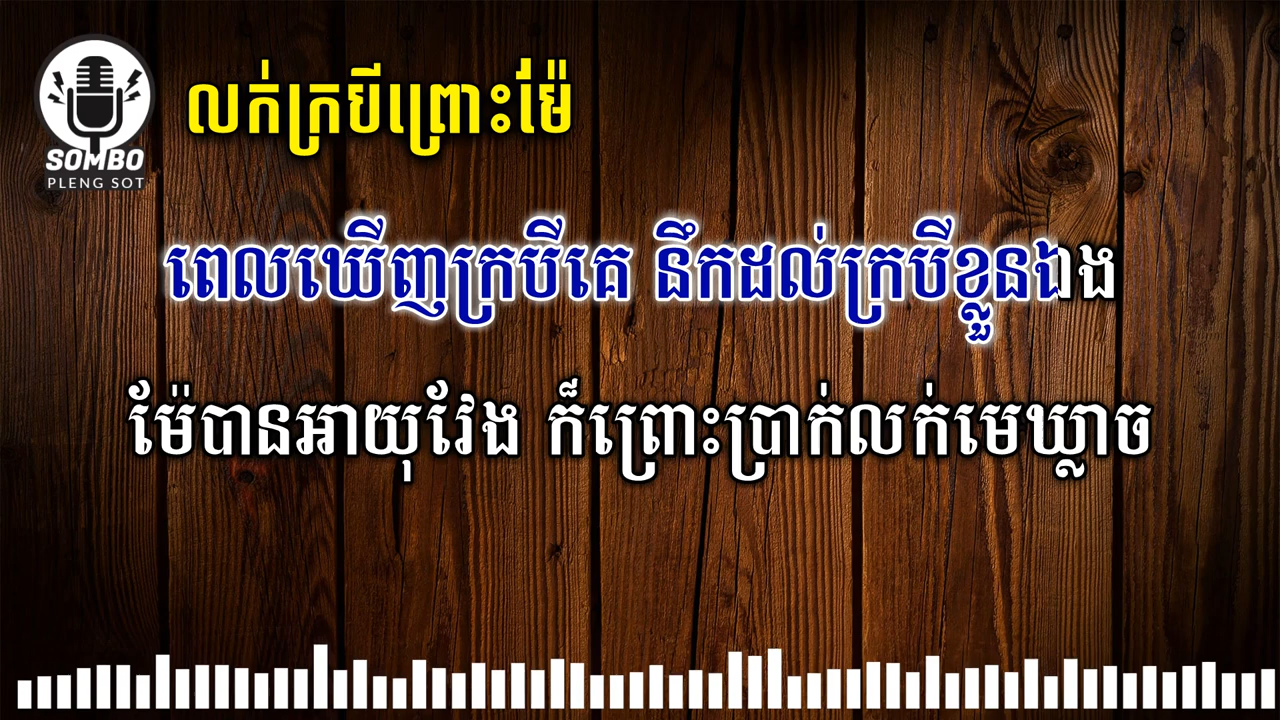 SOMBO
PLENG SOT
លក់ក្របីព្រោះម៉ែ
ពេលឃើញក្របីគេ នឹកដល់ក្របីខ្លួនឯង
ម៉ែបានអាយុវែង ក៏ព្រោះប្រាក់លក់មេឃ្លាច